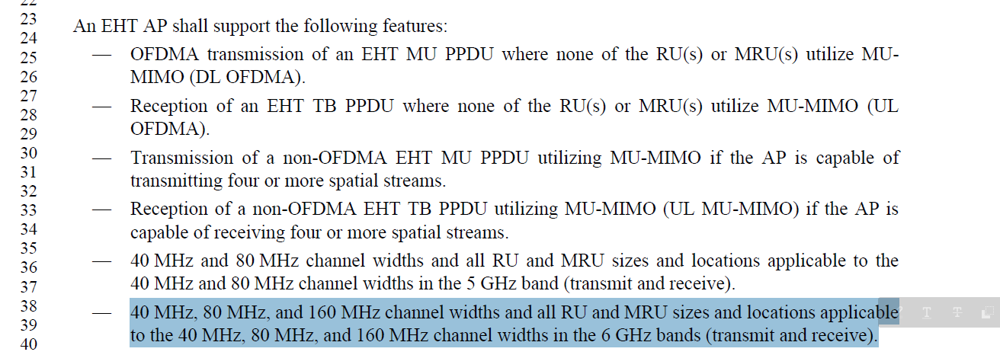 22
23
An EHT AP shall support the following features:
24
25
— OFDMA transmission of an EHT MU PPDU where none of the RU(s) or MRU(s) utilize MU-
26
MIMO (DL OFDMA).
27
28
— Reception of an EHT TB PPDU where none of the RU(s) or MRU(s) utilize MU-MIMO (UL
29
OFDMA).
30
— Transmission of a non-OFDMA EHT MU PPDU utilizing MU-MIMO if the AP is capable of
31
transmitting four or more spatial streams.
32
33
— Reception of a non-OFDMA EHT TB PPDU utilizing MU-MIMO (UL MU-MIMO) if the AP is
34
capable of receiving four or more spatial streams.
35
36
— 40 MHz and 80 MHz channel widths and all RU and MRU sizes and locations applicable to the
37
40 MHz and 80 MHz channel widths in the 5 GHz band (transmit and receive).
38
— 40 MHz, 80 MHz, and 160 MHz channel widths and all RU and MRU sizes and locations applicable
39
to the 40 MHz, 80 MHz, and 160 MHz channel widths in the 6 GHz bands (transmit and receive).
40